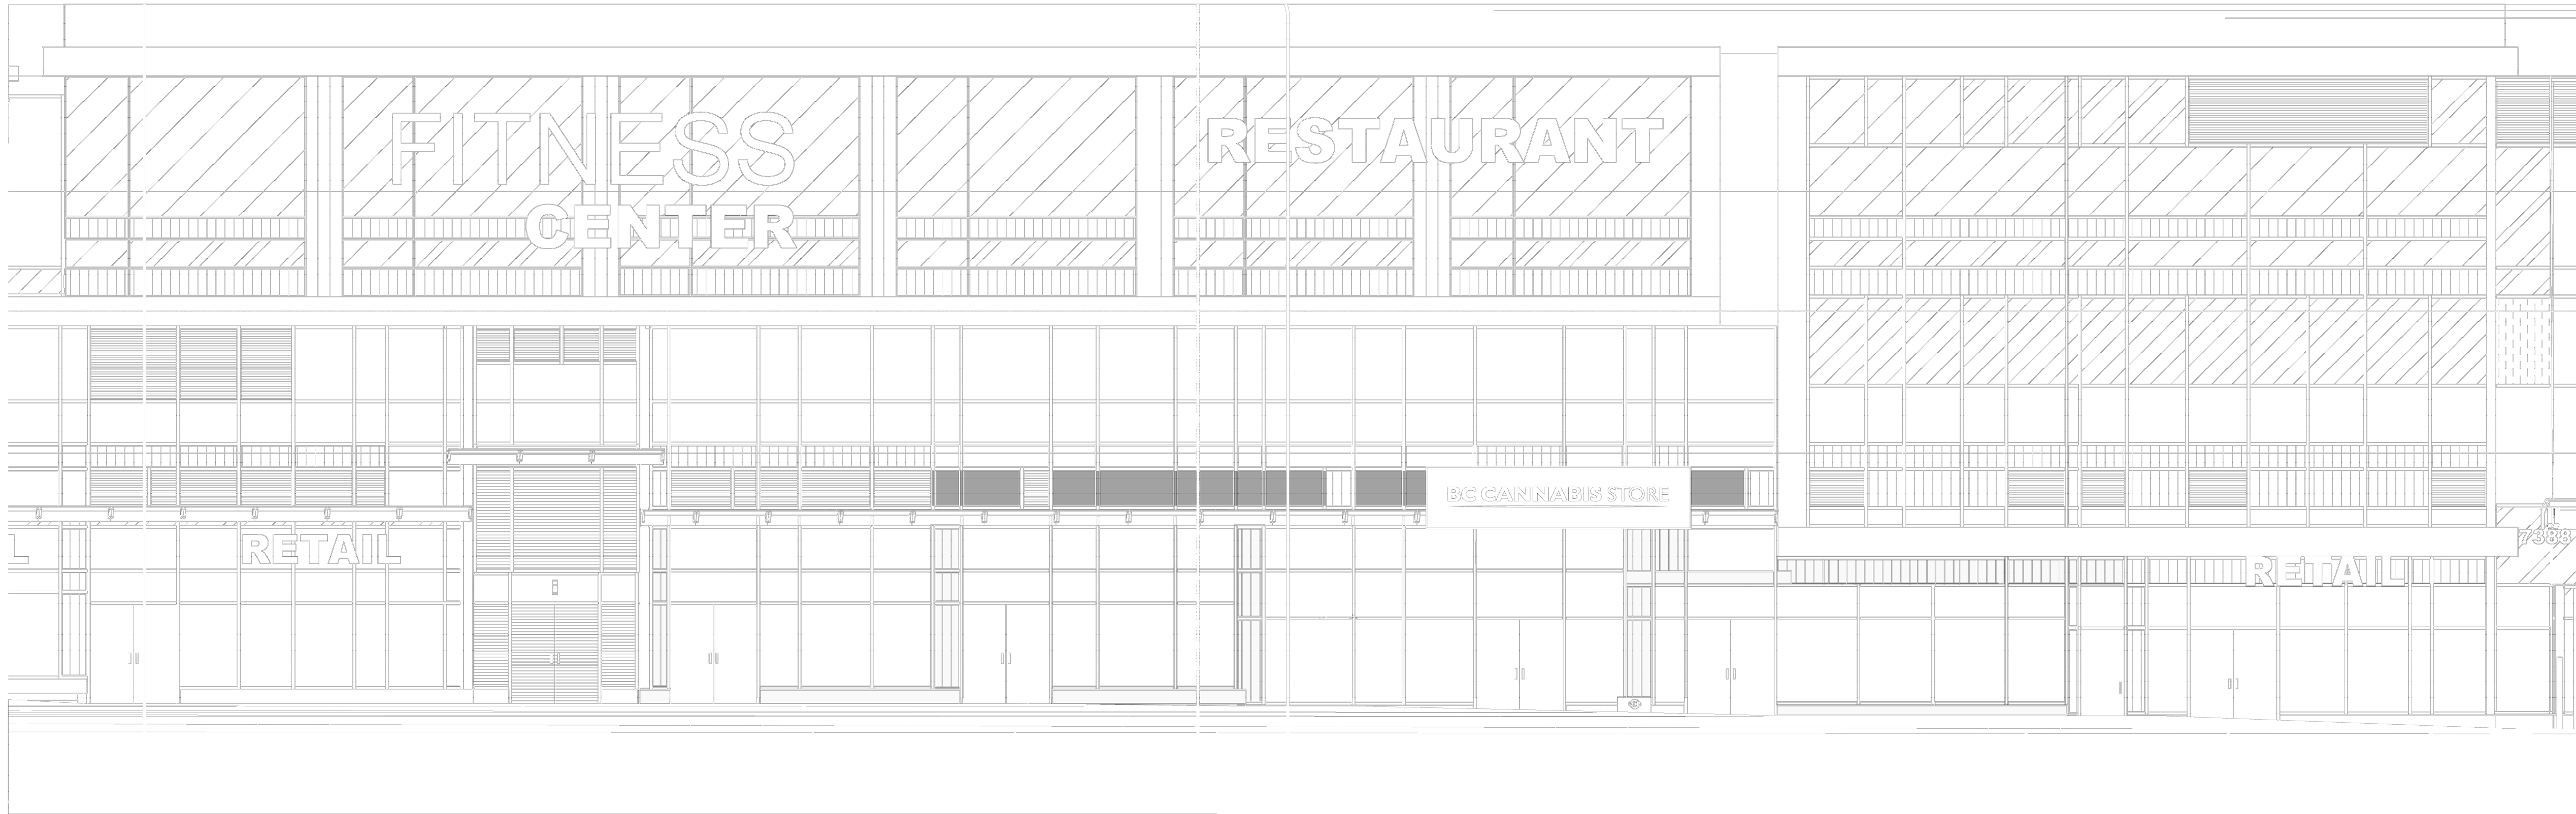 FITNESS
CENTER
RESTAURANT
BC CANNABIS STORE
L
RETAIL
7388
RETAIL